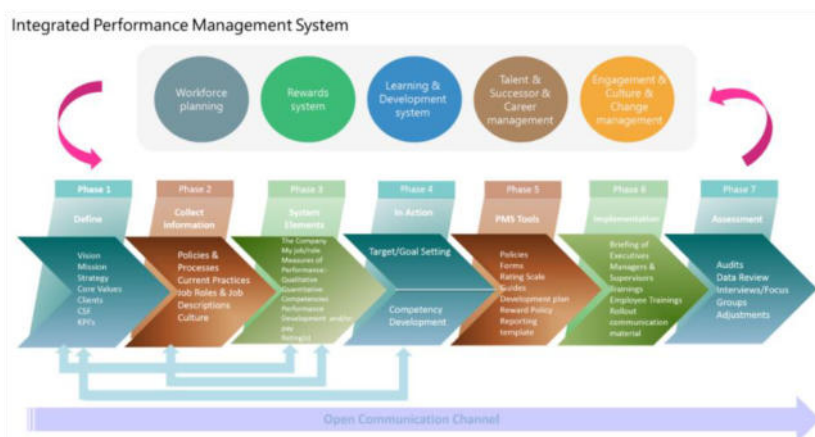 Integrated Performance Management System
Workforce
planning
Rewards
system
Learning &
Development
system
Talent &
Successor &
Career
management
Engagement &
Culture &
Change
management
Phase 1
Define
Vision
Mission
Strategy
Core Values
Clients
CSF
KPI's
Phase 2
Collect
Information
Policies &
Processes
Current Practices
Job Roles & Job
Descriptions
Culture
Phase 3
System
Elements
The Company
My job/role
Measures of
Performance:
Qualitative
Quantitative
Competencies
Performance
Development and/or
pay
Rating(s)
Phase 4
In Action
Target/Goal Setting
Competency
Development
Phase 5
PMS Tools
Policies
Forms
Rating Scale
Guides
Development plan
Reward Policy
Reporting
template
Phase 6
Implementation
Briefing of
Executives
Managers &
Supervisors
Trainings
Employee Trainings
Rollout
communication
material
Phase 7
Assessment
Audits
Data Review
Interviews/Focus
Groups
Adjustments
Open Communication Channel